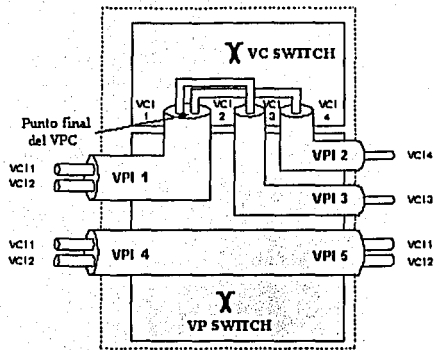 VC SWITCH
VCI 1
VCI 2
VCI 3
VCI 4
Punto final
del VPC
VCI1
VCI2
VPI 1
VPI 2
VCI4
VPI 3
VCI3
VCI1
VCI2
VPI 4
VPI 5
VCI1
VCI2
VP SWITCH